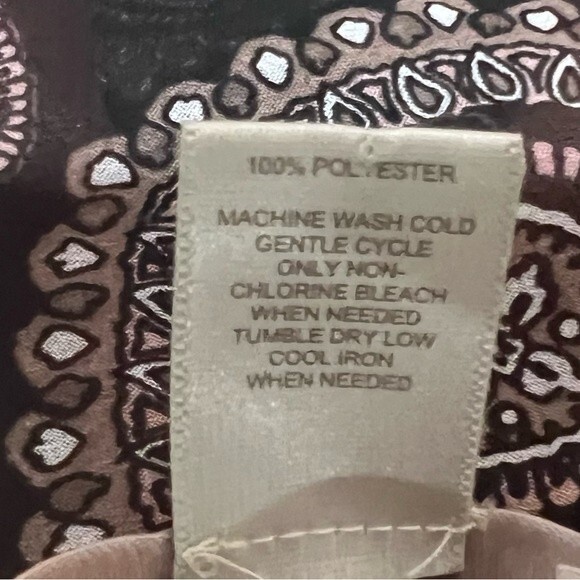 100% POLYESTER
MACHINE WASH COLD
GENTLE CYCLE
ONLY NON-
CHLORINE BLEACH
WHEN NEEDED
TUMBLE DRY LOW
COOL IRON
WHEN NEEDED